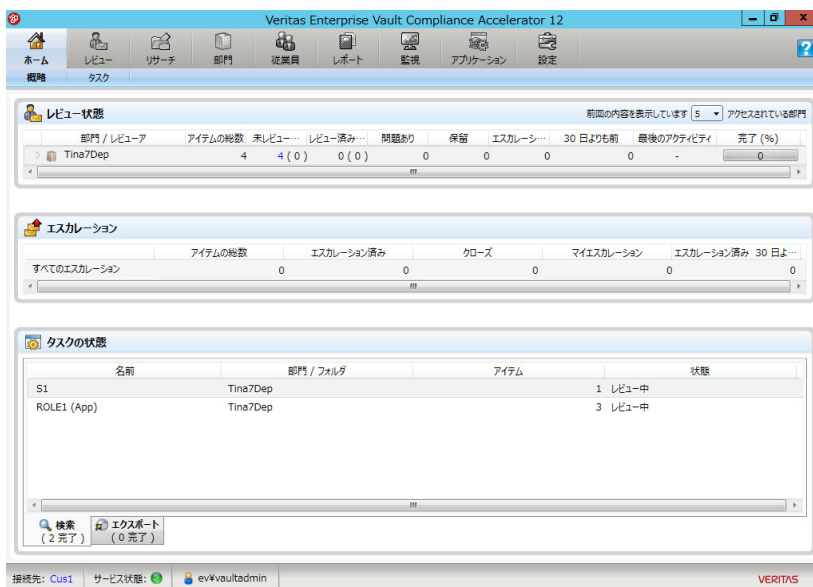 Veritas Enterprise Vault Compliance Accelerator 12
ホーム レビュー リサーチ 部門 従業員 レポート 監視 アプリケーション 設定
概略 タスク
レビュー状態 前回の内容を表示しています 5 アクセスされている部門
部門 / レビューア アイテムの総数 未レビュー… レビュー済み… 問題あり 保留 エスカレーシ… 30 日よりも前 最後のアクティビティ 完了 (%)
Tina7Dep 4 4 ( 0 ) 0 ( 0 ) 0 0 0 0 - 0
エスカレーション
アイテムの総数 エスカレーション済み クローズ マイエスカレーション エスカレーション済み 30 日よ…
すべてのエスカレーション 0 0 0 0 0
タスクの状態
名前 部門 / フォルダ アイテム 状態
S1 Tina7Dep 1 レビュー中
ROLE1 (App) Tina7Dep 3 レビュー中
検索 エクスポート
( 2 完了 ) ( 0 完了 )
接続先: Cus1 サービス状態: ev¥vaultadmin VERITAS